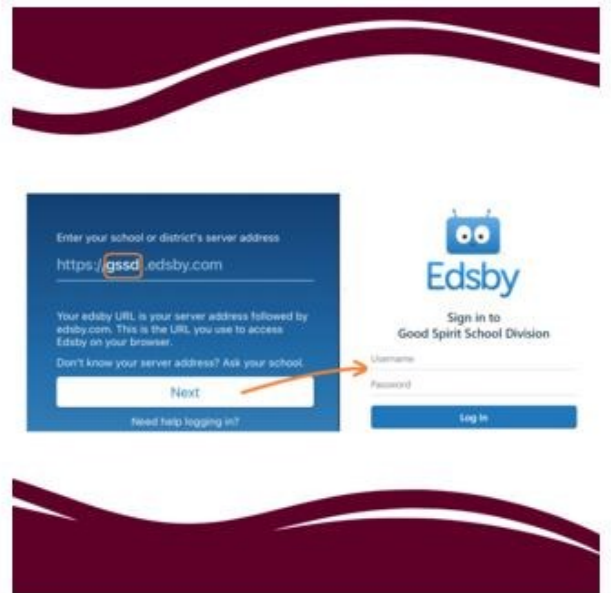 Enter your school or district's server address
https://gssd.edsby.com
Your edsby URL is your server address followed by
edsby.com. This is the URL you use to access
Edsby on your browser.
Don't know your server address? Ask your school.
Next
Need help logging in?
Edsby
Sign in to
Good Spirit School Division
Username
Password
Log In